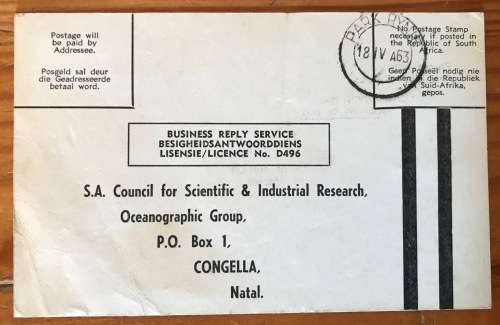 Postage will
be paid by
Addressee.
Posgeld sal deur
die Geadresseerde
betaal word.
No Postage Stamp
necessary if posted in
the Republic of South
Africa.
Geen Posseël nodig nie
indien in die Republiek
van Suid-Afrika,
gepos.
PARK RYNIE
18 IV A63
BUSINESS REPLY SERVICE
BESIGHEIDSANTWOORDDIENS
LISENSIE/LICENCE No. D496
S.A. Council for Scientific & Industrial Research,
Oceanographic Group,
P.O. Box 1,
CONGELLA,
Natal.